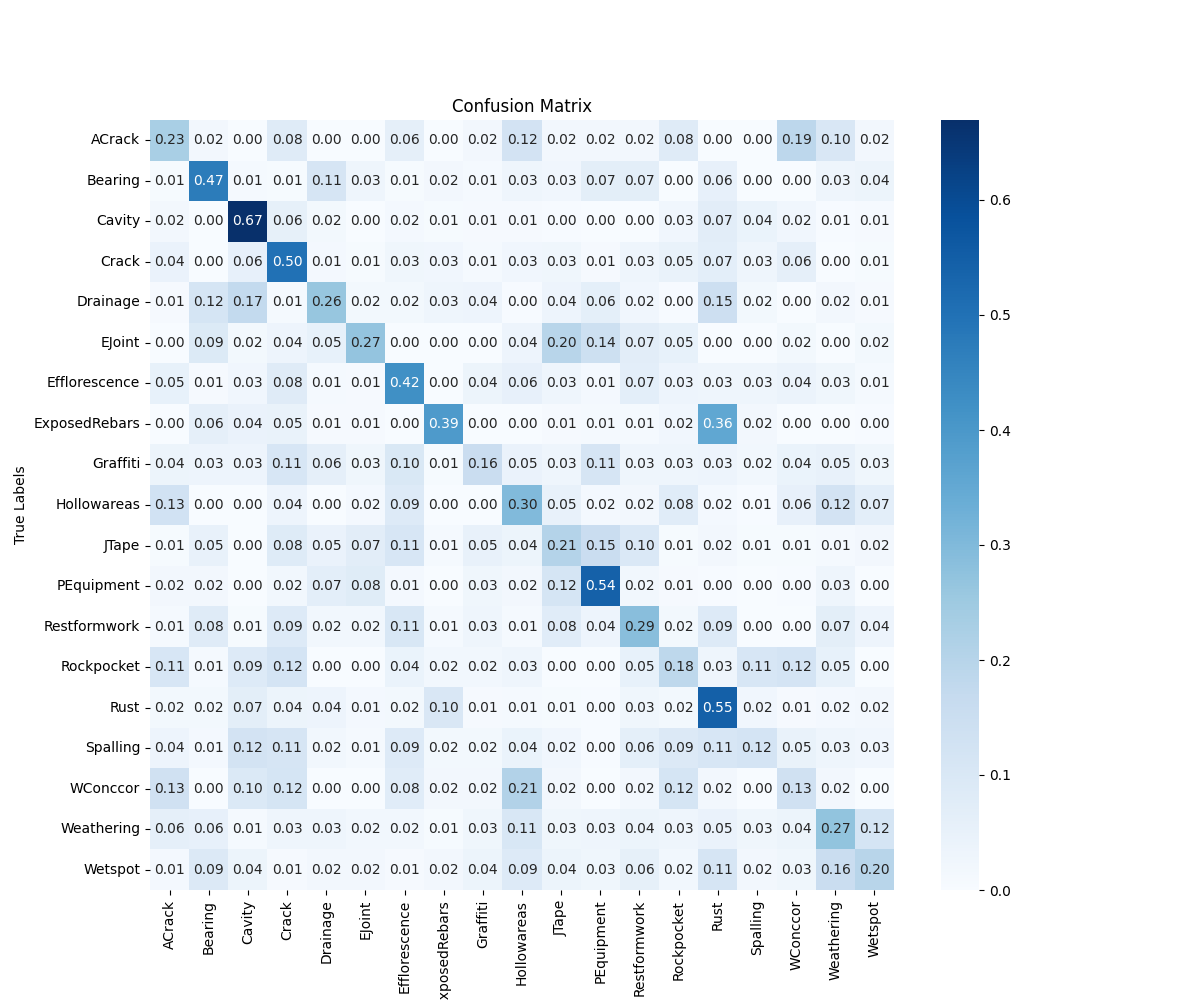 Confusion Matrix
ACrack 0.23 0.02 0.00 0.08 0.00 0.00 0.06 0.00 0.02 0.12 0.02 0.02 0.02 0.08 0.00 0.00 0.19 0.10 0.02
Bearing 0.01 0.47 0.01 0.01 0.11 0.03 0.01 0.02 0.01 0.03 0.03 0.07 0.07 0.00 0.06 0.00 0.00 0.03 0.04
Cavity 0.02 0.00 0.67 0.06 0.02 0.00 0.02 0.01 0.01 0.01 0.00 0.00 0.00 0.03 0.07 0.04 0.02 0.01 0.01
Crack 0.04 0.00 0.06 0.50 0.01 0.01 0.03 0.03 0.01 0.03 0.03 0.01 0.03 0.05 0.07 0.03 0.06 0.00 0.01
Drainage 0.01 0.12 0.17 0.01 0.26 0.02 0.02 0.03 0.04 0.00 0.04 0.06 0.02 0.00 0.15 0.02 0.00 0.02 0.01
EJoint 0.00 0.09 0.02 0.04 0.05 0.27 0.00 0.00 0.00 0.04 0.20 0.14 0.07 0.05 0.00 0.00 0.02 0.00 0.02
Efflorescence 0.05 0.01 0.03 0.08 0.01 0.01 0.42 0.00 0.04 0.06 0.03 0.01 0.07 0.03 0.03 0.03 0.04 0.03 0.01
ExposedRebars 0.00 0.06 0.04 0.05 0.01 0.01 0.00 0.39 0.00 0.00 0.01 0.01 0.01 0.02 0.36 0.02 0.00 0.00 0.00
Graffiti 0.04 0.03 0.03 0.11 0.06 0.03 0.10 0.01 0.16 0.05 0.03 0.11 0.03 0.03 0.03 0.02 0.04 0.05 0.03
Hollowareas 0.13 0.00 0.00 0.04 0.00 0.02 0.09 0.00 0.00 0.30 0.05 0.02 0.02 0.08 0.02 0.01 0.06 0.12 0.07
JTape 0.01 0.05 0.00 0.08 0.05 0.07 0.11 0.01 0.05 0.04 0.21 0.15 0.10 0.01 0.02 0.01 0.01 0.01 0.02
PEquipment 0.02 0.02 0.00 0.02 0.07 0.08 0.01 0.00 0.03 0.02 0.12 0.54 0.02 0.01 0.00 0.00 0.00 0.03 0.00
Restformwork 0.01 0.08 0.01 0.09 0.02 0.02 0.11 0.01 0.03 0.01 0.08 0.04 0.29 0.02 0.09 0.00 0.00 0.07 0.04
Rockpocket 0.11 0.01 0.09 0.12 0.00 0.00 0.04 0.02 0.02 0.03 0.00 0.00 0.05 0.18 0.03 0.11 0.12 0.05 0.00
Rust 0.02 0.02 0.07 0.04 0.04 0.01 0.02 0.10 0.01 0.01 0.01 0.00 0.03 0.02 0.55 0.02 0.01 0.02 0.02
Spalling 0.04 0.01 0.12 0.11 0.02 0.01 0.09 0.02 0.02 0.04 0.02 0.00 0.06 0.09 0.11 0.12 0.05 0.03 0.03
WConccor 0.13 0.00 0.10 0.12 0.00 0.00 0.08 0.02 0.02 0.21 0.02 0.00 0.02 0.12 0.02 0.00 0.13 0.02 0.00
Weathering 0.06 0.06 0.01 0.03 0.03 0.02 0.02 0.01 0.03 0.11 0.03 0.03 0.04 0.03 0.05 0.03 0.04 0.27 0.12
Wetspot 0.01 0.09 0.04 0.01 0.02 0.02 0.01 0.02 0.04 0.09 0.04 0.03 0.06 0.02 0.11 0.02 0.03 0.16 0.20
True Labels
ACrack
Bearing
Cavity
Crack
Drainage
EJoint
Efflorescence
xposedRebars
Graffiti
Hollowareas
JTape
PEquipment
Restformwork
Rockpocket
Rust
Spalling
WConccor
Weathering
Wetspot
0.6
0.5
0.4
0.3
0.2
0.1
0.0